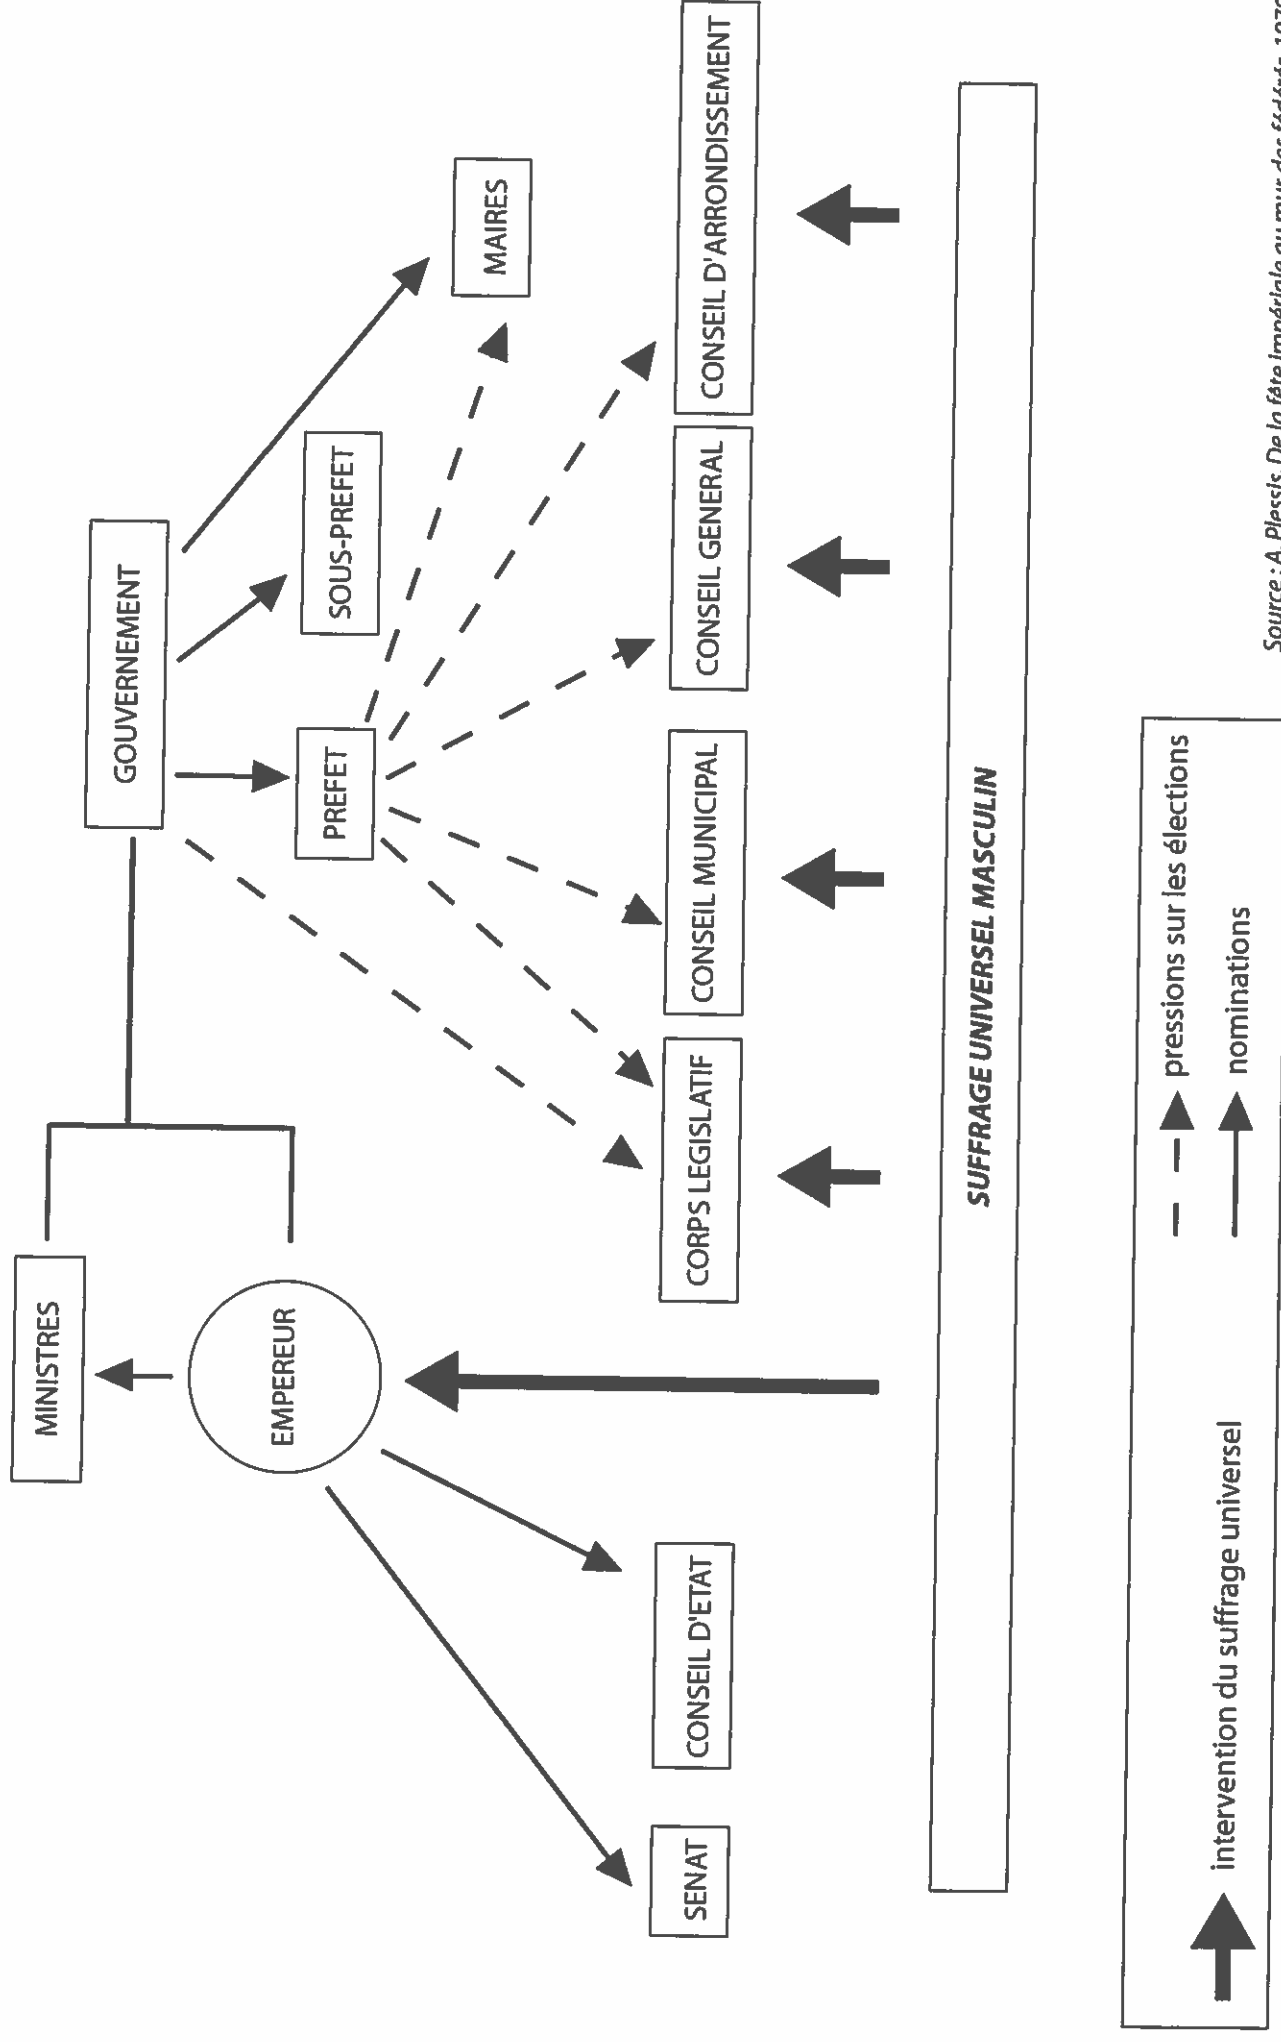 MINISTRES
EMPEREUR
GOUVERNEMENT
PREFET
SOUS-PREFET
MAIRES
SENAT
CONSEIL D'ETAT
CORPS LEGISLATIF
CONSEIL MUNICIPAL
CONSEIL GENERAL
CONSEIL D'ARRONDISSEMENT
SUFFRAGE UNIVERSEL MASCULIN
intervention du suffrage universel
pressions sur les élections
nominations
Source : A. Plessis, De la fête impériale au mur des fédérés,